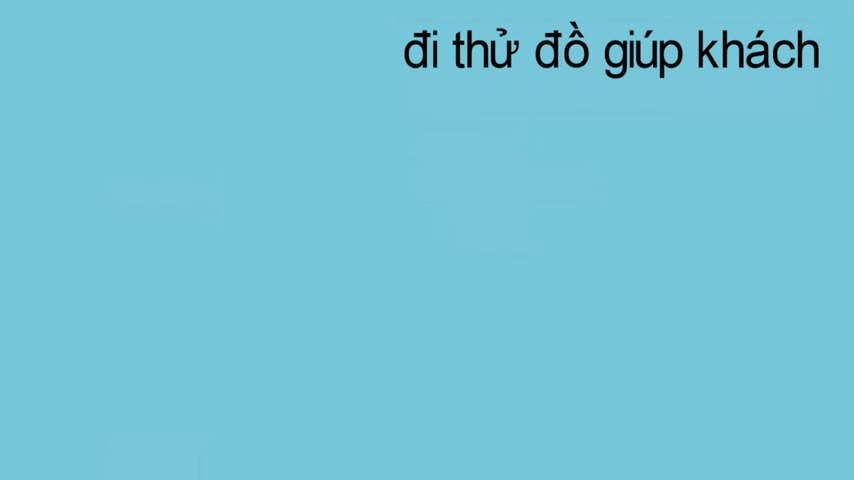 đi thử đồ giúp khách